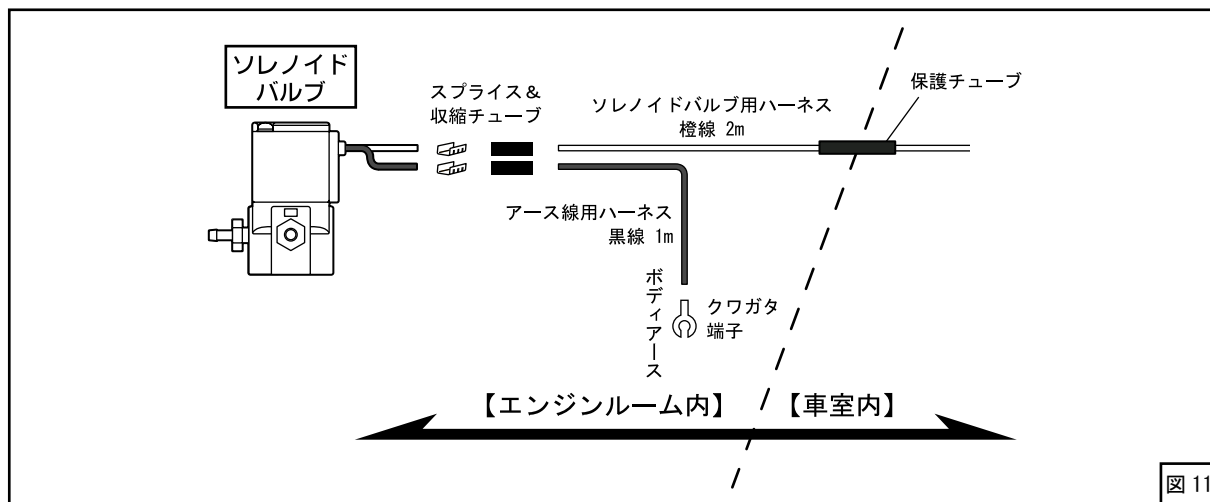 ソレノイド
バルブ
スプライス＆
収縮チューブ
ソレノイドバルブ用ハーネス
橙線 2m
保護チューブ
アース線用ハーネス
黒線 1m
ボディアース
クワガタ
端子
【エンジンルーム内】
【車室内】
図 11